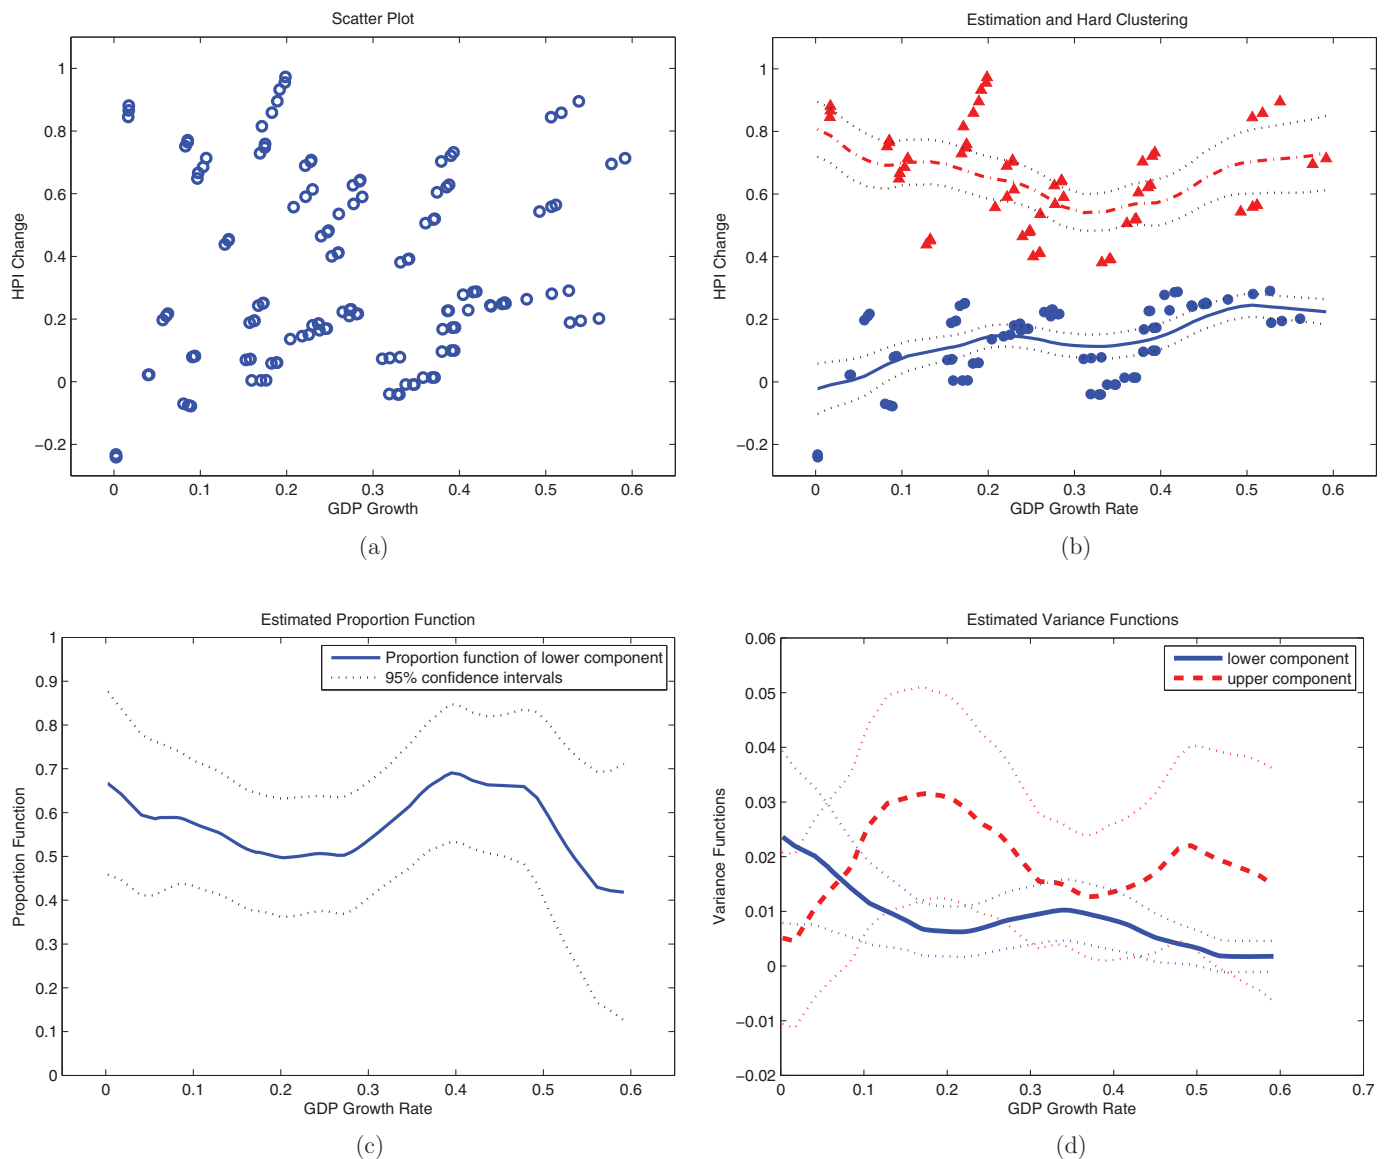 Scatter Plot
1
0.8
0.6
0.4
0.2
0
−0.2
HPI Change
0 0.1 0.2 0.3 0.4 0.5 0.6
GDP Growth
(a)
Estimation and Hard Clustering
1
0.8
0.6
0.4
0.2
0
−0.2
HPI Change
0 0.1 0.2 0.3 0.4 0.5 0.6
GDP Growth Rate
(b)
Estimated Proportion Function
1
0.9
0.8
0.7
0.6
0.5
0.4
0.3
0.2
0.1
0
Proportion Function
Proportion function of lower component
95% confidence intervals
0 0.1 0.2 0.3 0.4 0.5 0.6
GDP Growth Rate
(c)
Estimated Variance Functions
0.06
0.05
0.04
0.03
0.02
0.01
0
−0.01
−0.02
Variance Functions
lower component
upper component
0 0.1 0.2 0.3 0.4 0.5 0.6 0.7
GDP Growth Rate
(d)